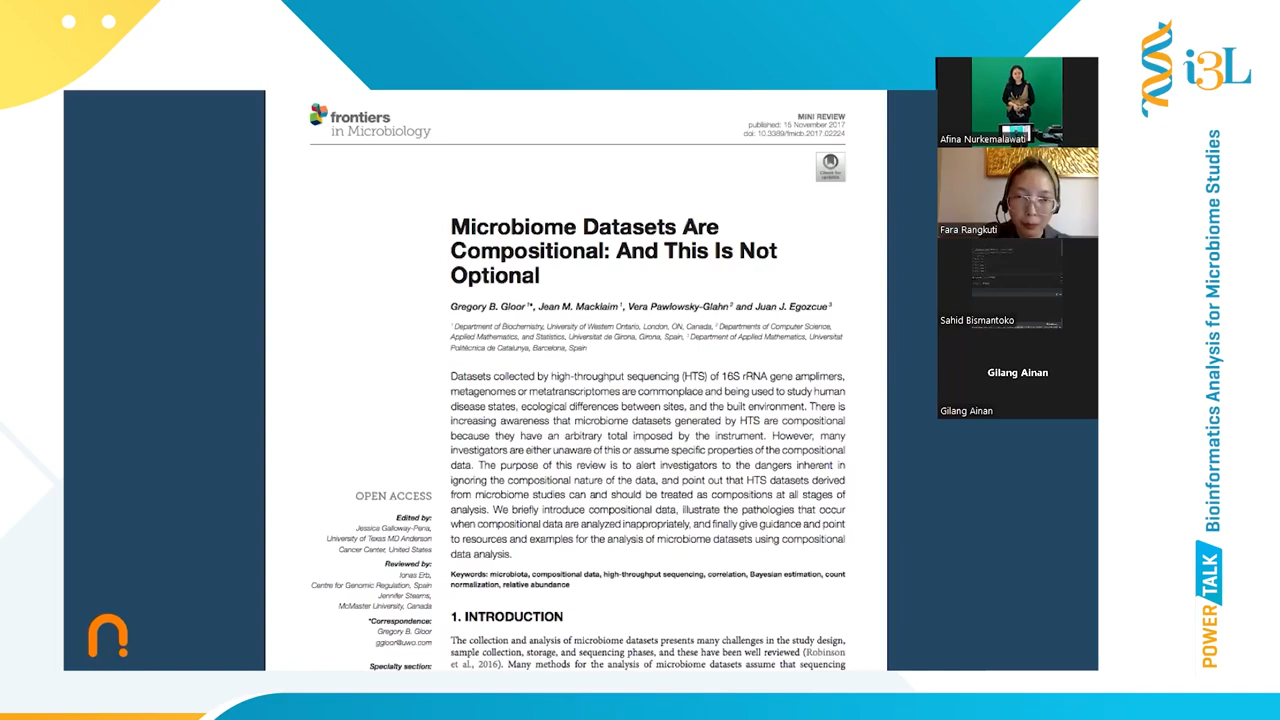 frontiers
in Microbiology
MINI REVIEW
published: 15 November 2017
doi: 10.3389/fmicb.2017.02224
Check for
updates
Microbiome Datasets Are
Compositional: And This Is Not
Optional
Gregory B. Gloor 1*, Jean M. Macklaim 1, Vera Pawlowsky-Glahn 2 and Juan J. Egozcue 3
1 Department of Biochemistry, University of Western Ontario, London, ON, Canada, 2 Departments of Computer Science,
Applied Mathematics, and Statistics, Universitat de Girona, Girona, Spain, 3 Department of Applied Mathematics, Universitat
Politècnica de Catalunya, Barcelona, Spain
Datasets collected by high-throughput sequencing (HTS) of 16S rRNA gene amplimers,
metagenomes or metatranscriptomes are commonplace and being used to study human
disease states, ecological differences between sites, and the built environment. There is
increasing awareness that microbiome datasets generated by HTS are compositional
because they have an arbitrary total imposed by the instrument. However, many
investigators are either unaware of this or assume specific properties of the compositional
data. The purpose of this review is to alert investigators to the dangers inherent in
ignoring the compositional nature of the data, and point out that HTS datasets derived
from microbiome studies can and should be treated as compositions at all stages of
analysis. We briefly introduce compositional data, illustrate the pathologies that occur
when compositional data are analyzed inappropriately, and finally give guidance and point
to resources and examples for the analysis of microbiome datasets using compositional
data analysis.
Keywords: microbiota, compositional data, high-throughput sequencing, correlation, Bayesian estimation, count
normalization, relative abundance
OPEN ACCESS
Edited by:
Jessica Galloway-Pena,
University of Texas MD Anderson
Cancer Center, United States
Reviewed by:
Ionas Erb,
Centre for Genomic Regulation, Spain
Jennifer Stearns,
McMaster University, Canada
*Correspondence:
Gregory B. Gloor
ggloor@uwo.com
Specialty section:
1. INTRODUCTION
The collection and analysis of microbiome datasets presents many challenges in the study design,
sample collection, storage, and sequencing phases, and these have been well reviewed (Robinson
et al., 2016). Many methods for the analysis of microbiome datasets assume that sequencing
Afina Nurkemalawati
Fara Rangkuti
Sahid Bismantoko
Gilang Ainan
Gilang Ainan
i3L
POWER TALK Bioinformatics Analysis for Microbiome Studies